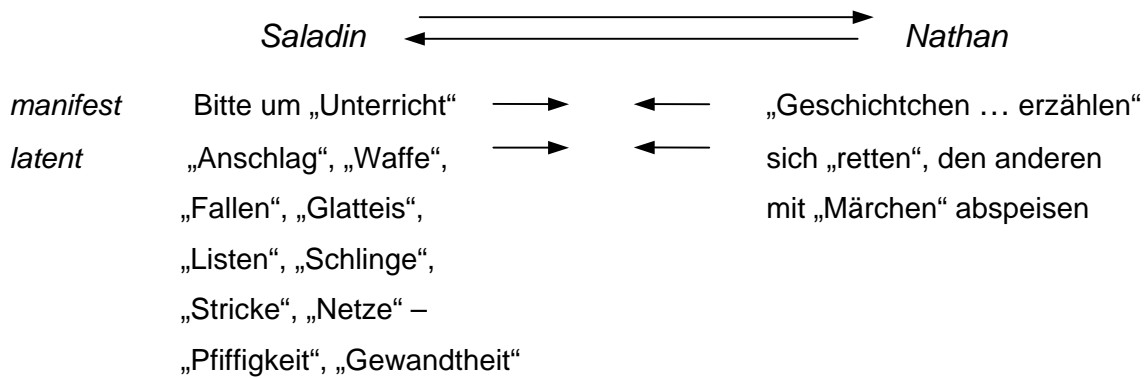 Saladin Nathan
manifest Bitte um „Unterricht“ „Geschichtchen … erzählen“
latent „Anschlag“, „Waffe“, sich „retten“, den anderen
„Fallen“, „Glatteis“, mit „Märchen“ abspeisen
„Listen“, „Schlinge“,
„Stricke“, „Netze“ –
„Pfiffigkeit“, „Gewandtheit“